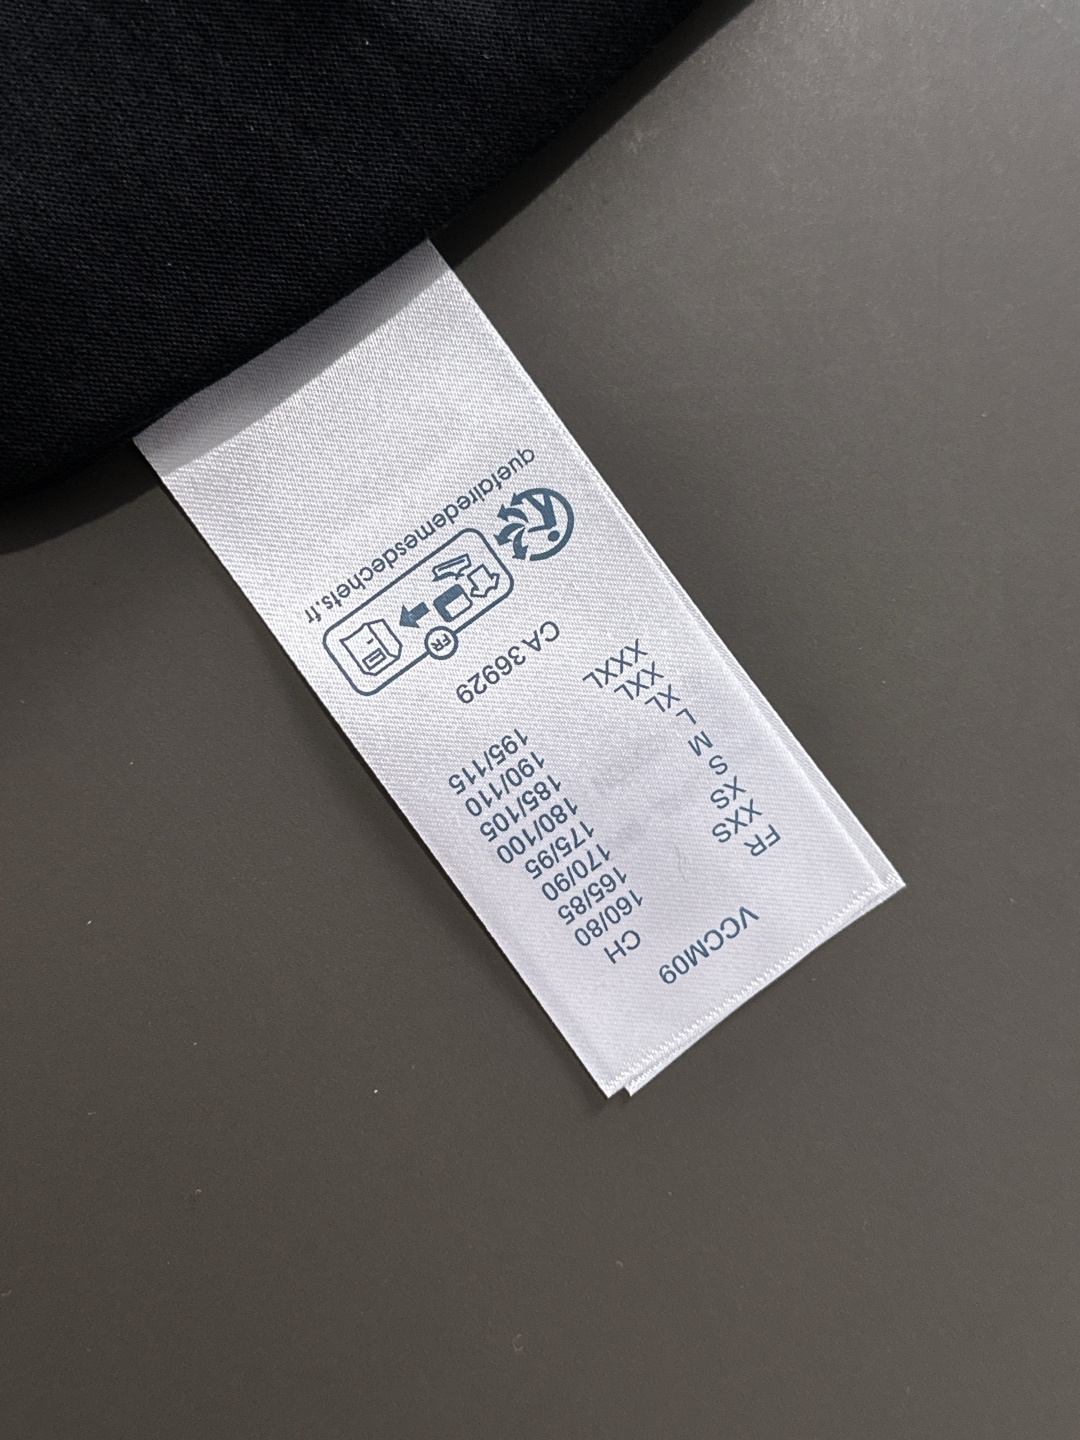 VCCM09
FR CH
XXS 160/80
XS 165/85
S 170/90
M 175/95
L 180/100
XL 185/105
XXL 190/110
XXXL 195/115
CA 36929
FR
quefairedemesdechets.fr